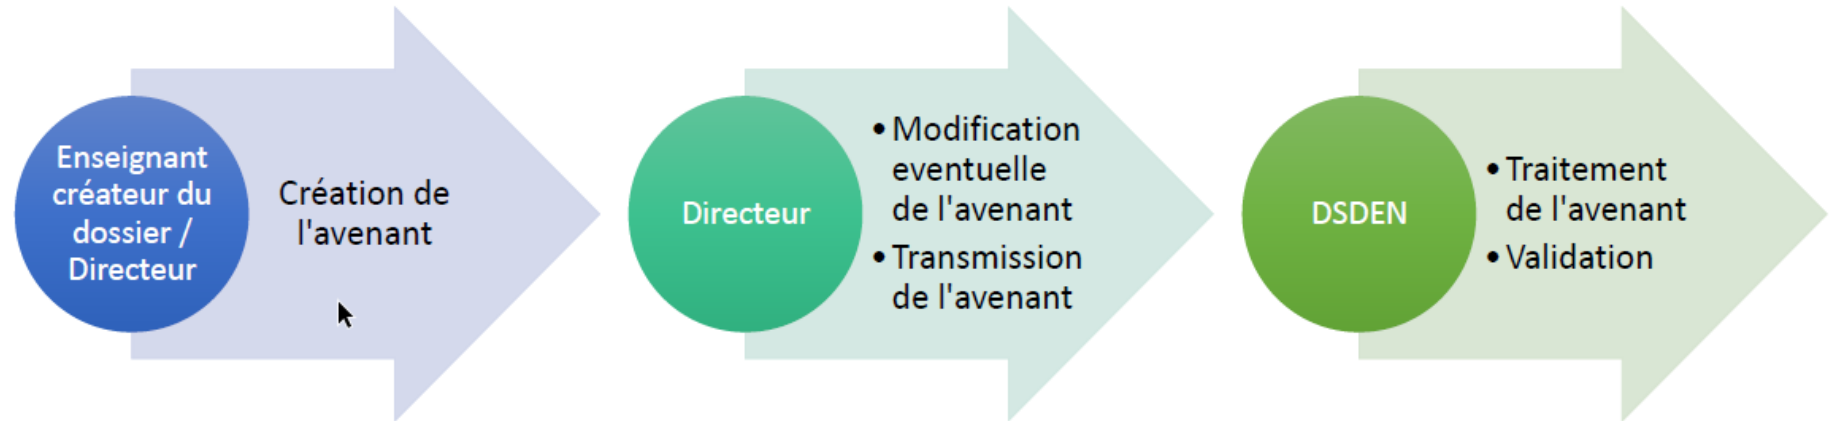 Enseignant
créateur du
dossier /
Directeur
Création de
l'avenant
Directeur
• Modification
eventuelle
de l'avenant
• Transmission
de l'avenant
DSDEN
• Traitement
de l'avenant
• Validation